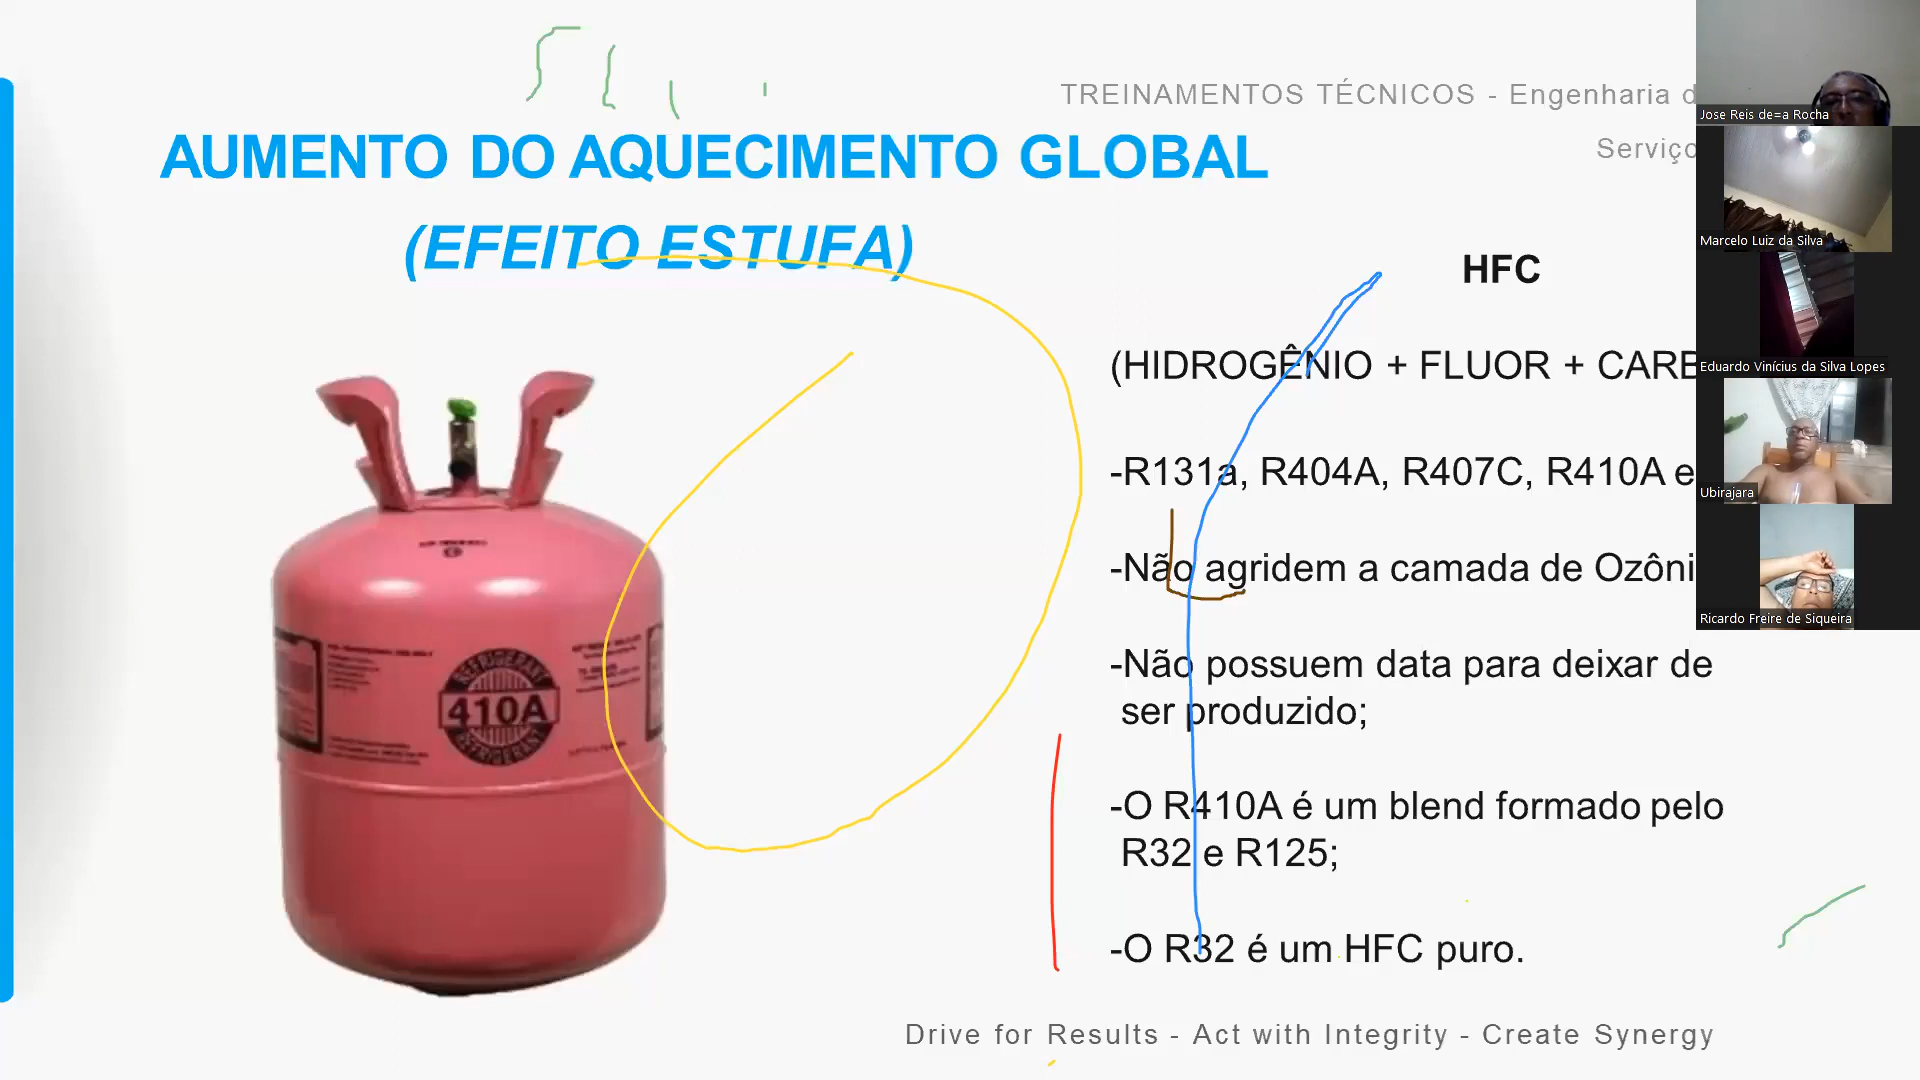 TREINAMENTOS TÉCNICOS - Engenharia d
Serviço
AUMENTO DO AQUECIMENTO GLOBAL
(EFEITO ESTUFA)
HFC
(HIDROGÊNIO + FLUOR + CARB
-R131a, R404A, R407C, R410A e
-Não agridem a camada de Ozôni
-Não possuem data para deixar de
ser produzido;
-O R410A é um blend formado pelo
R32 e R125;
-O R32 é um HFC puro.
REFRIGERANT
410A
REFRIGERANT
Drive for Results - Act with Integrity - Create Synergy
Jose Reis de=a Rocha
Marcelo Luiz da Silva
Eduardo Vinícius da Silva Lopes
Ubirajara
Ricardo Freire de Siqueira